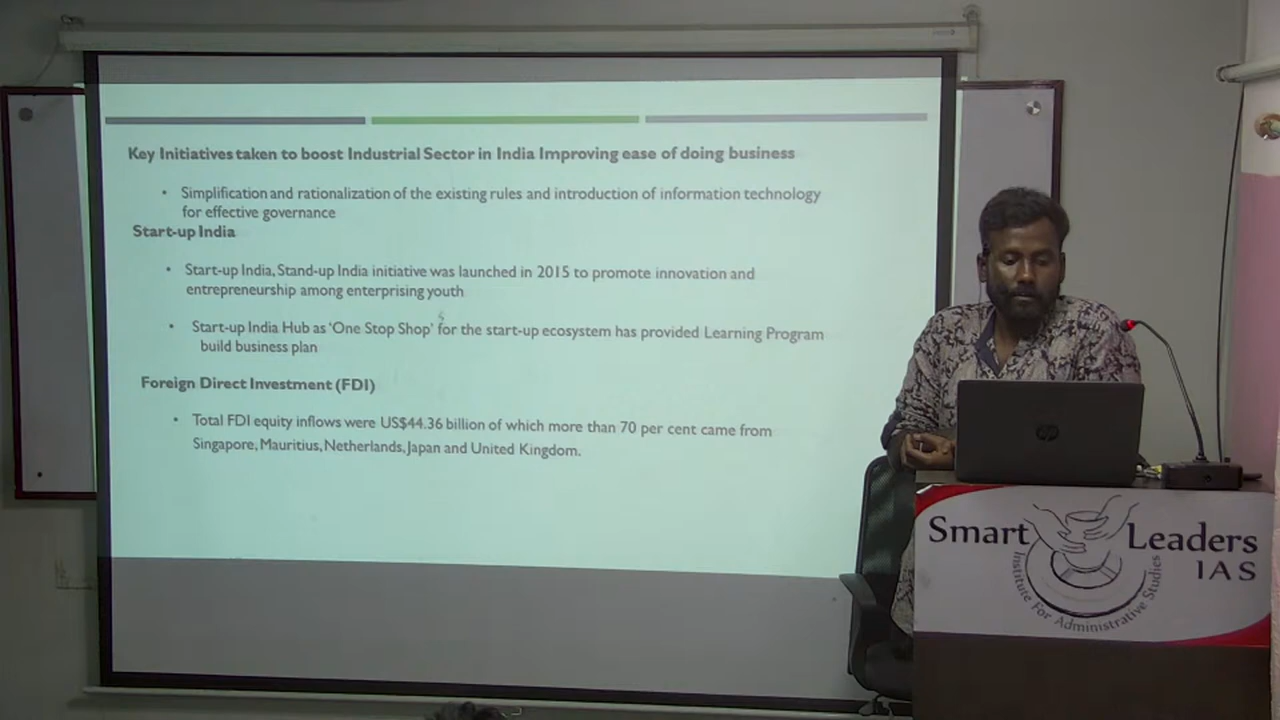 Key Initiatives taken to boost Industrial Sector in India Improving ease of doing business
• Simplification and rationalization of the existing rules and introduction of information technology
for effective governance
Start-up India
• Start-up India, Stand-up India initiative was launched in 2015 to promote innovation and
entrepreneurship among enterprising youth
• Start-up India Hub as 'One Stop Shop' for the start-up ecosystem has provided Learning Program
build business plan
Foreign Direct Investment (FDI)
• Total FDI equity inflows were US$44.36 billion of which more than 70 per cent came from
Singapore, Mauritius, Netherlands, Japan and United Kingdom.
hp
Smart Leaders
IAS
Institute For Administrative Studies